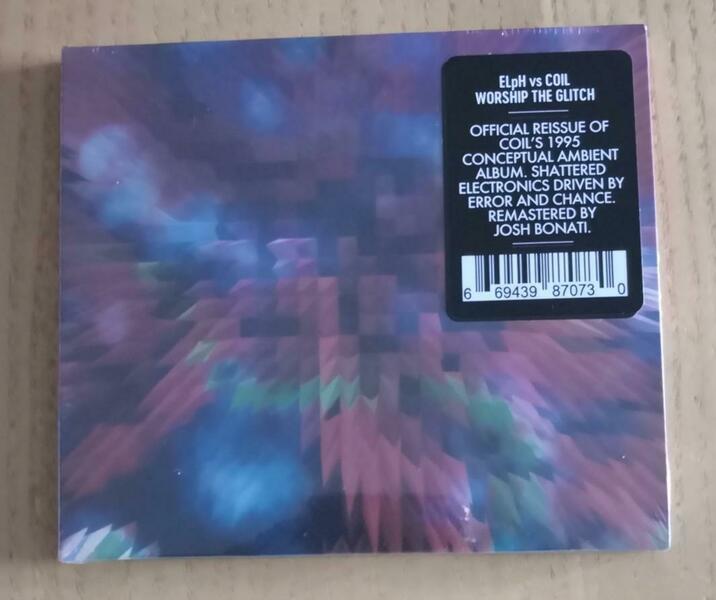 ELpH vs COIL
WORSHIP THE GLITCH
OFFICIAL REISSUE OF
COIL'S 1995
CONCEPTUAL AMBIENT
ALBUM. SHATTERED
ELECTRONICS DRIVEN BY
ERROR AND CHANCE.
REMASTERED BY
JOSH BONATI.
6 69439 87073 0